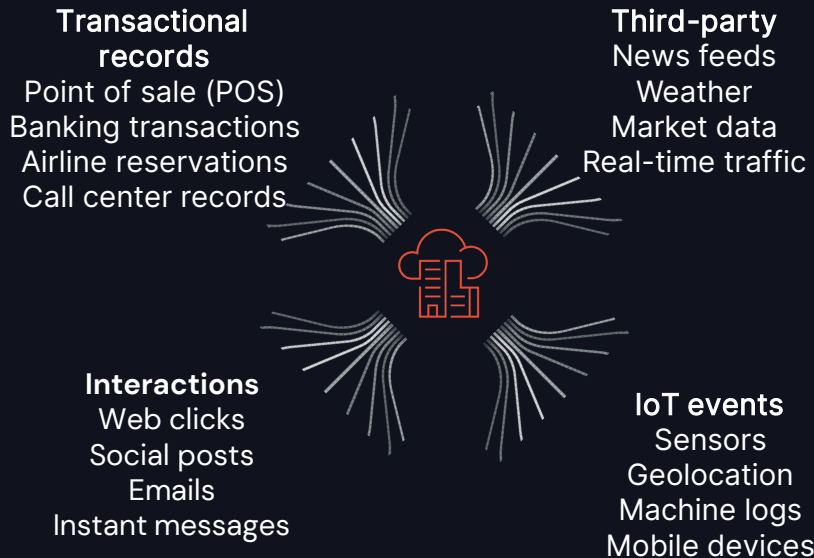 Transactional
records
Point of sale (POS)
Banking transactions
Airline reservations
Call center records
Third-party
News feeds
Weather
Market data
Real-time traffic
Interactions
Web clicks
Social posts
Emails
Instant messages
IoT events
Sensors
Geolocation
Machine logs
Mobile devices